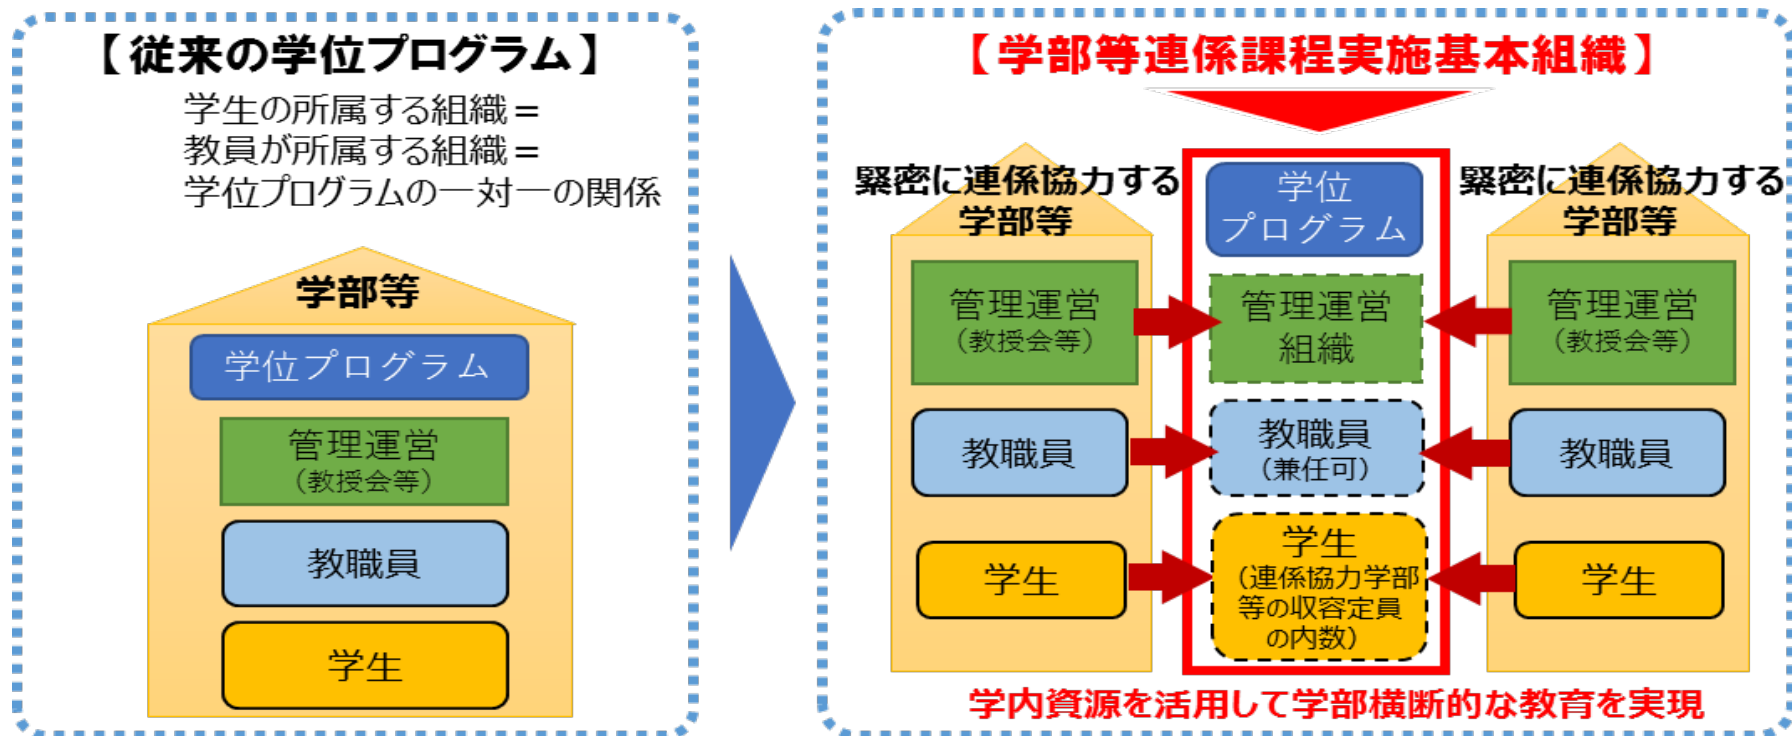 【従来の学位プログラム】
学生の所属する組織=
教員が所属する組織=
学位プログラムの一対一の関係
学部等
学位プログラム
管理運営
(教授会等)
教職員
学生
【学部等連係課程実施基本組織】
緊密に連係協力する
学部等
管理運営
(教授会等)
教職員
学生
学位
プログラム
管理運営
組織
教職員
(兼任可)
学生
(連係協力学部
等の収容定員
の内数)
緊密に連係協力する
学部等
管理運営
(教授会等)
教職員
学生
学内資源を活用して学部横断的な教育を実現